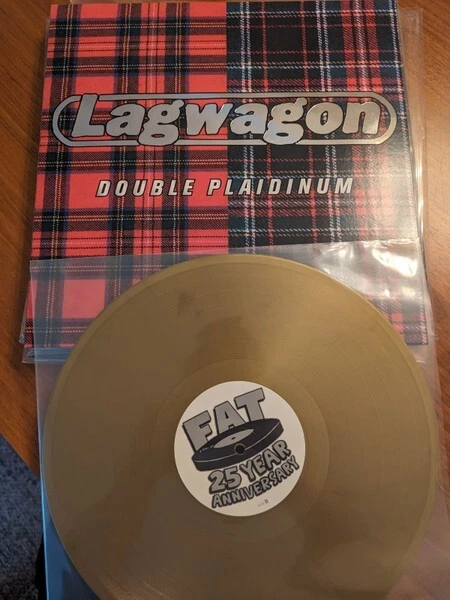 Lagwagon
DOUBLE PLAIDINUM
FAT
25 YEAR
ANNIVERSARY